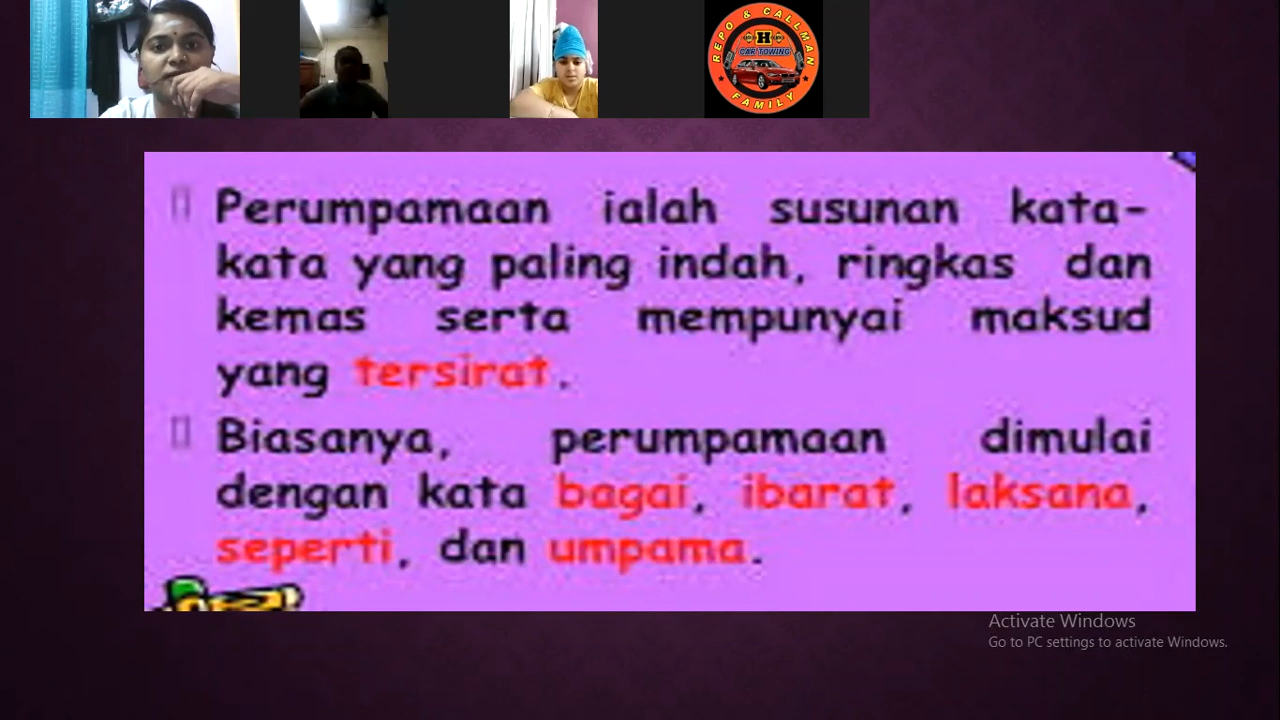 REPO & CALLMAN
H
CAR TOWING
FAMILY
Perumpamaan ialah susunan kata-
kata yang paling indah, ringkas dan
kemas serta mempunyai maksud
yang tersirat.
Biasanya, perumpamaan dimulai
dengan kata bagai, ibarat, laksana,
seperti, dan umpama.
Activate Windows
Go to PC settings to activate Windows.